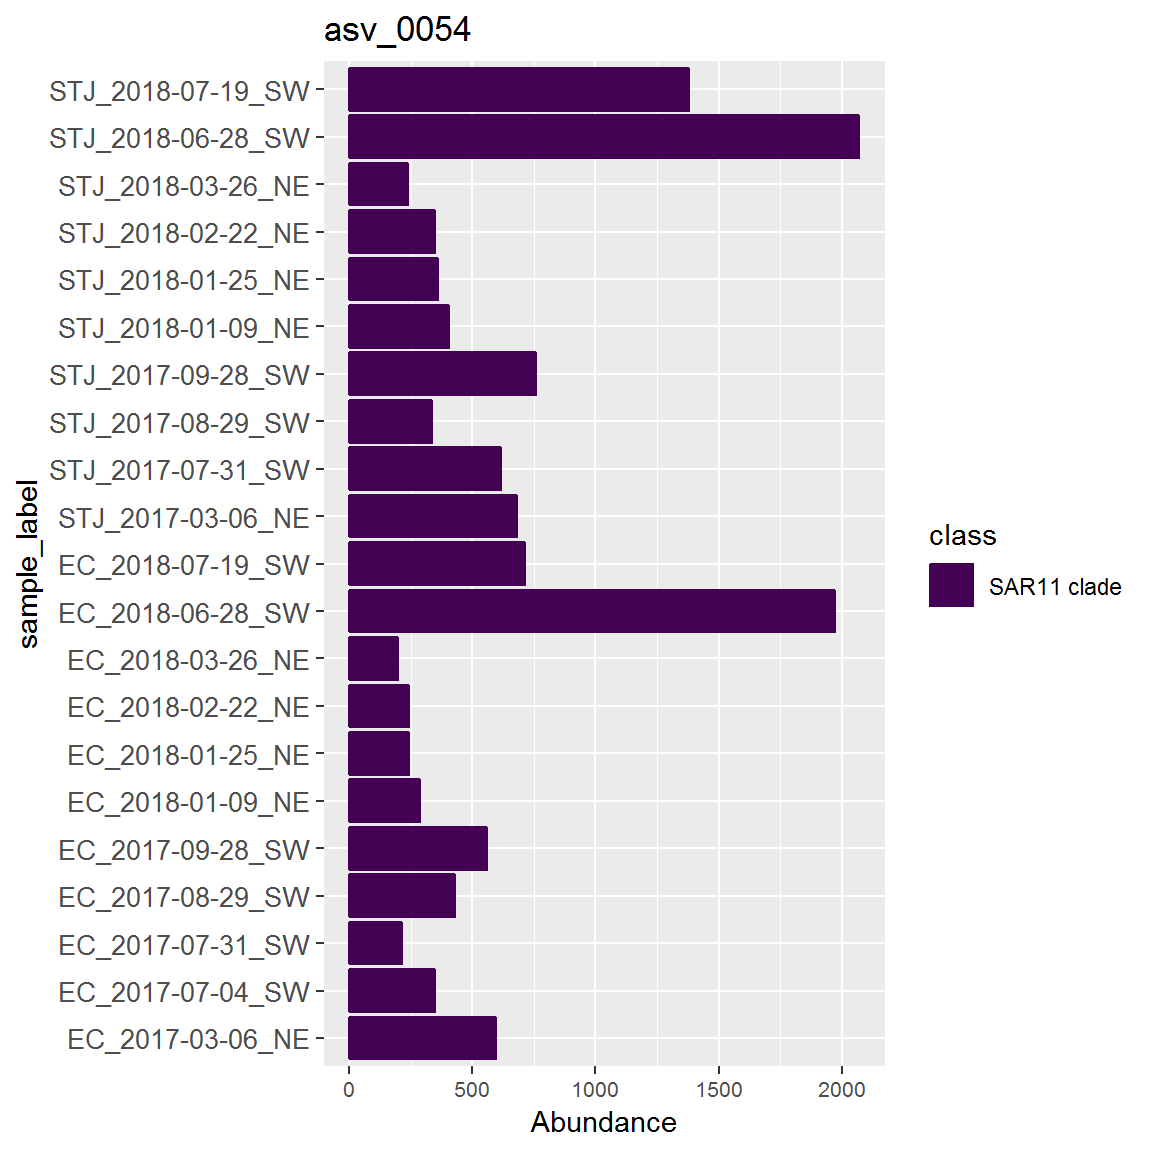 asv_0054
STJ_2018-07-19_SW
STJ_2018-06-28_SW
STJ_2018-03-26_NE
STJ_2018-02-22_NE
STJ_2018-01-25_NE
STJ_2018-01-09_NE
STJ_2017-09-28_SW
STJ_2017-08-29_SW
STJ_2017-07-31_SW
STJ_2017-03-06_NE
EC_2018-07-19_SW
EC_2018-06-28_SW
EC_2018-03-26_NE
EC_2018-02-22_NE
EC_2018-01-25_NE
EC_2018-01-09_NE
EC_2017-09-28_SW
EC_2017-08-29_SW
EC_2017-07-31_SW
EC_2017-07-04_SW
EC_2017-03-06_NE
sample_label
0 500 1000 1500 2000
Abundance
class
SAR11 clade